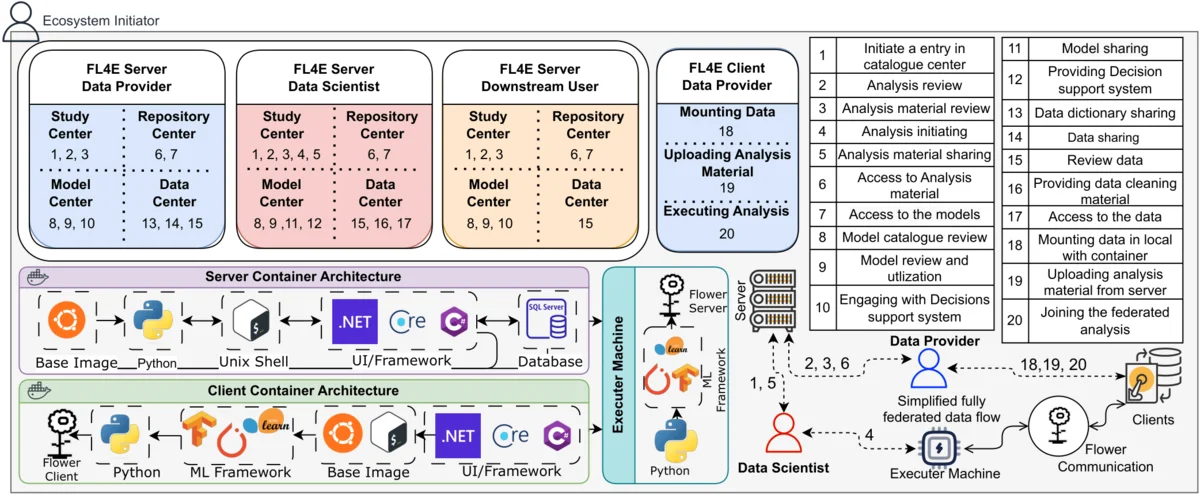 Ecosystem Initiator
FL4E Server
Data Provider
Study
Center
1, 2, 3
Repository
Center
6, 7
Model
Center
8, 9, 10
Data
Center
13, 14, 15
FL4E Server
Data Scientist
Study
Center
1, 2, 3, 4, 5
Repository
Center
6, 7
Model
Center
8, 9 ,11, 12
Data
Center
15, 16, 17
FL4E Server
Downstream User
Study
Center
1, 2, 3
Repository
Center
6, 7
Model
Center
8, 9, 10
Data
Center
15
FL4E Client
Data Provider
Mounting Data
18
Uploading Analysis
Material
19
Executing Analysis
20
1 Initiate a entry in
catalogue center
2 Analysis review
3 Analysis material review
4 Analysis initiating
5 Analysis material sharing
6 Access to Analysis
material
7 Access to the models
8 Model catalogue review
9 Model review and
utlization
10 Engaging with Decisions
support system
11 Model sharing
12 Providing Decision
support system
13 Data dictionary sharing
14 Data sharing
15 Review data
16 Providing data cleaning
material
17 Access to the data
18 Mounting data in local
with container
19 Uploading analysis
material from server
20 Joining the federated
analysis
Server Container Architecture
$
.NET
Core
C#
SQL Server
Base Image
Python
Unix Shell
UI/Framework
Database
Client Container Architecture
learn
$
.NET
Core
C#
Flower
Client
Python
ML Framework
Base Image
UI/Framework
Executer Machine
Flower
Server
learn
ML
Framework
Python
Server
1, 5
2, 3, 6
Data Provider
18,19, 20
Simplified fully
federated data flow
Clients
Data Scientist
4
Executer Machine
Flower
Communication